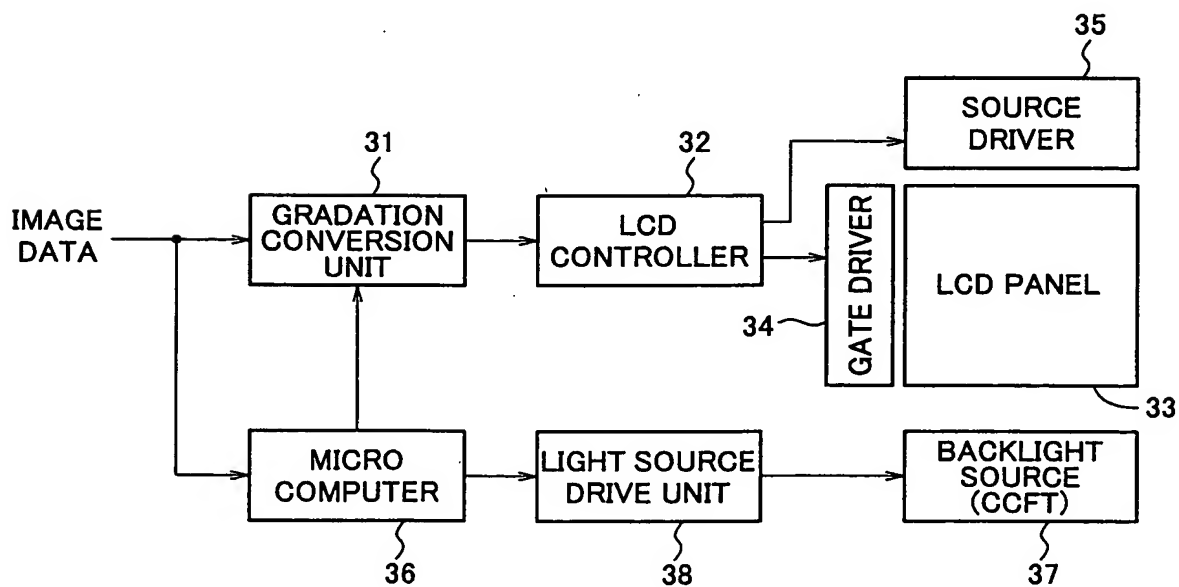 35
SOURCE
DRIVER
31
32
IMAGE
DATA
GRADATION
CONVERSION
UNIT
LCD
CONTROLLER
GATE DRIVER
34
LCD PANEL
33
MICRO
COMPUTER
36
LIGHT SOURCE
DRIVE UNIT
38
BACKLIGHT
SOURCE
(CCFT)
37